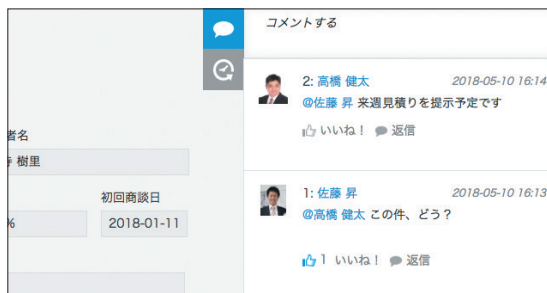 コメントする
2: 高橋 健太 2018-05-10 16:14
@佐藤 昇 来週見積りを提示予定です
いいね! 返信
者名
樹里
初回商談日
% 2018-01-11
1: 佐藤 昇 2018-05-10 16:13
@高橋 健太 この件、どう?
1 いいね! 返信